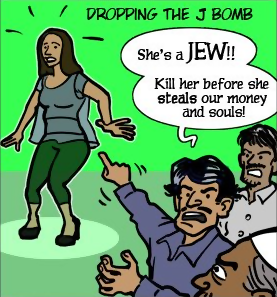 DROPPING THE J BOMB
She's a JEW!!
Kill her before she
steals our money
and souls!